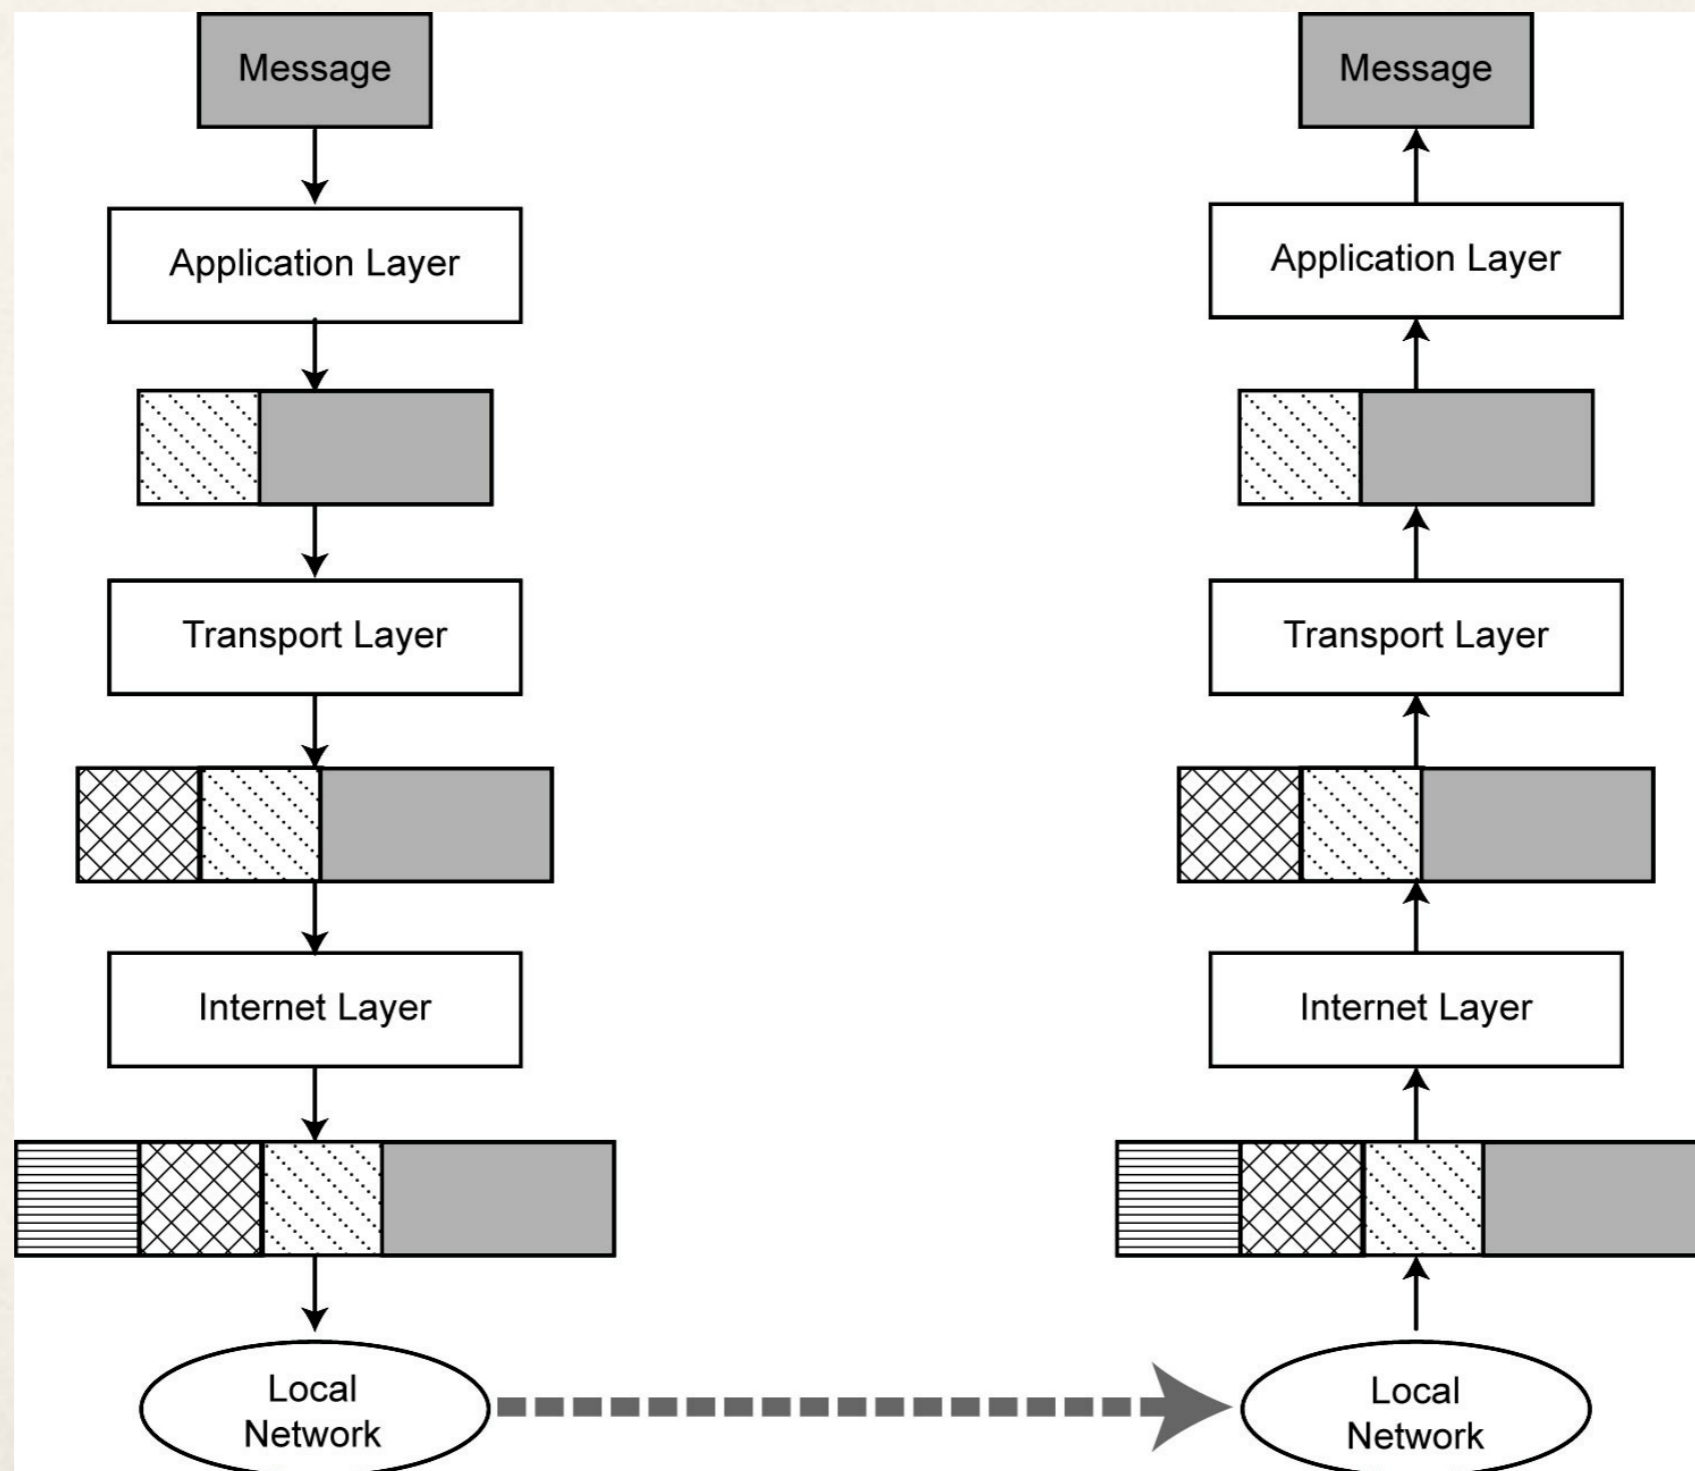 Message
Application Layer
Transport Layer
Internet Layer
Local
Network
Message
Application Layer
Transport Layer
Internet Layer
Local
Network